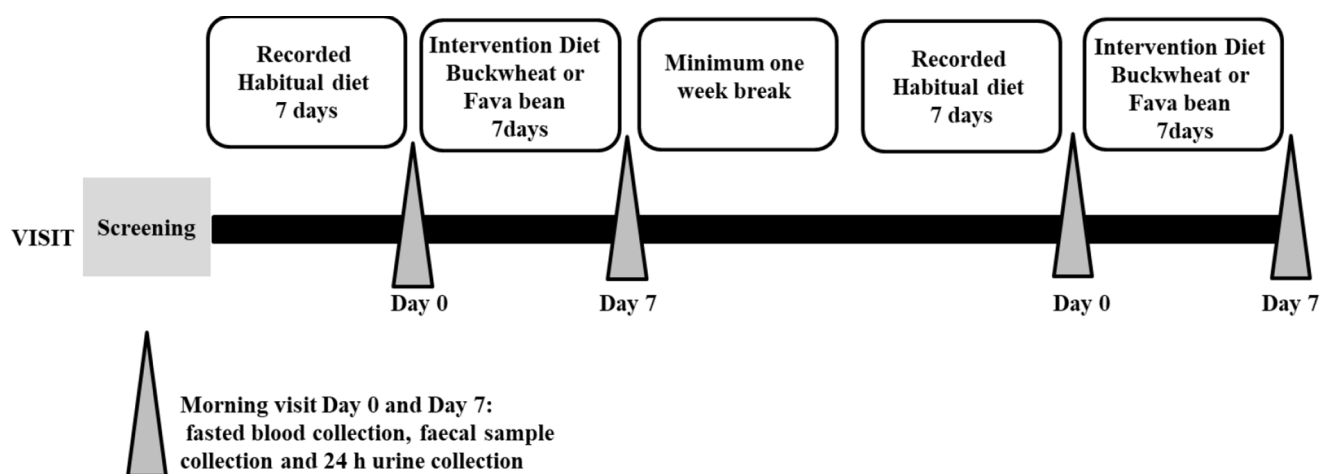 Recorded
Habitual diet
7 days
Intervention Diet
Buckwheat or
Fava bean
7days
Minimum one
week break
Recorded
Habitual diet
7 days
Intervention Diet
Buckwheat or
Fava bean
7days
VISIT
Screening
Day 0
Day 7
Day 0
Day 7
Morning visit Day 0 and Day 7:
fasted blood collection, faecal sample
collection and 24 h urine collection